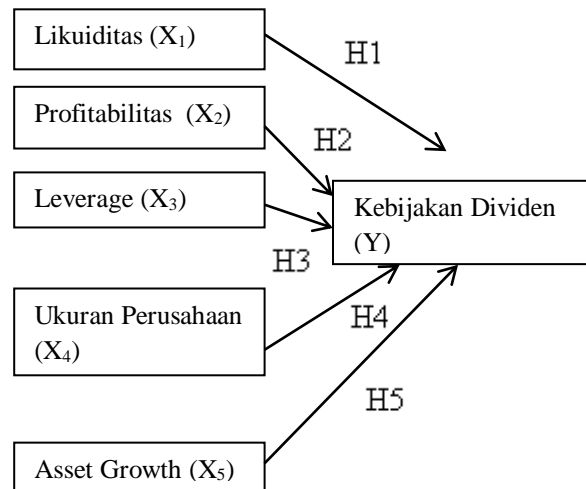 Likuiditas (X₁)
H1
Profitabilitas (X₂)
H2
Leverage (X₃)
Kebijakan Dividen
(Y)
H3
Ukuran Perusahaan
(X₄)
H4
H5
Asset Growth (X₅)